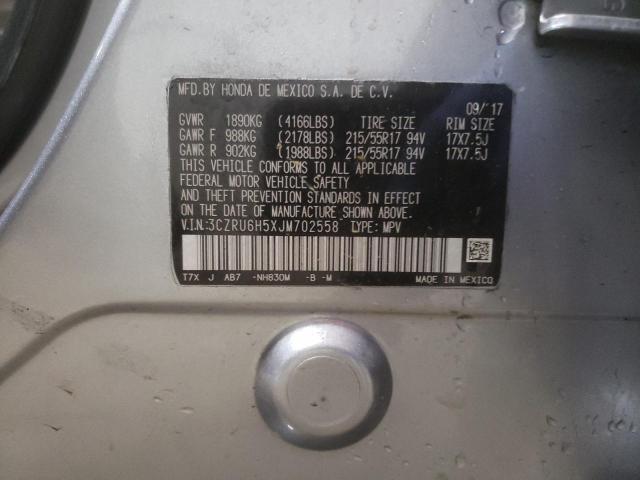 MFD.BY HONDA DE MEXICO S.A. DE C.V.
09/'17
GVWR 1890KG (4166LBS) TIRE SIZE RIM SIZE
GAWR F 988KG (2178LBS) 215/55R17 94V 17X7.5J
GAWR R 902KG (1988LBS) 215/55R17 94V 17X7.5J
THIS VEHICLE CONFORMS TO ALL APPLICABLE
FEDERAL MOTOR VEHICLE SAFETY
AND THEFT PREVENTION STANDARDS IN EFFECT
ON THE DATE OF MANUFACTURE SHOWN
ABOVE.
V.I.N.:3CZRU6H5XJM702558 TYPE: MPV
T7X J AB7 -NH830M -B -M MADE IN MEXICO